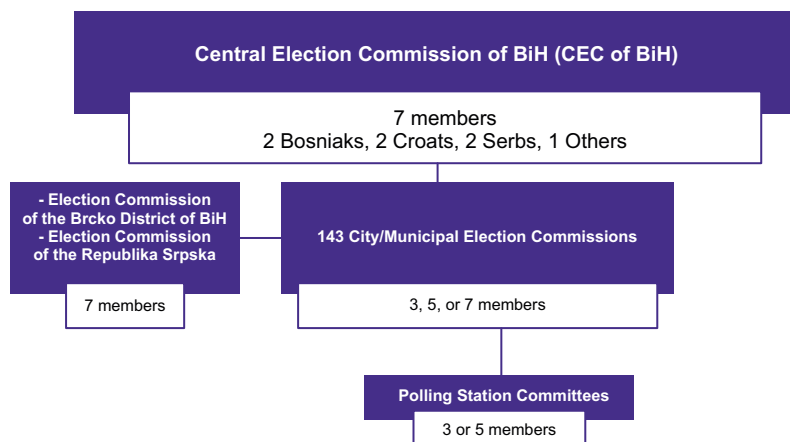 Central Election Commission of BiH (CEC of BiH)
7 members
2 Bosniaks, 2 Croats, 2 Serbs, 1 Others
- Election Commission
of the Brcko District of BiH
- Election Commission
of the Republika Srpska
7 members
143 City/Municipal Election Commissions
3, 5, or 7 members
Polling Station Committees
3 or 5 members